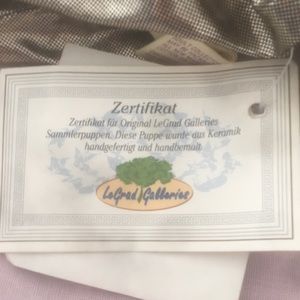 Zertifikat
Zertifikat für Original LeGrad Galleries
Sammlerpuppen. Diese Puppe wurde aus Keramik
handgefertigt und handbemalt.
LeGrad Galleries